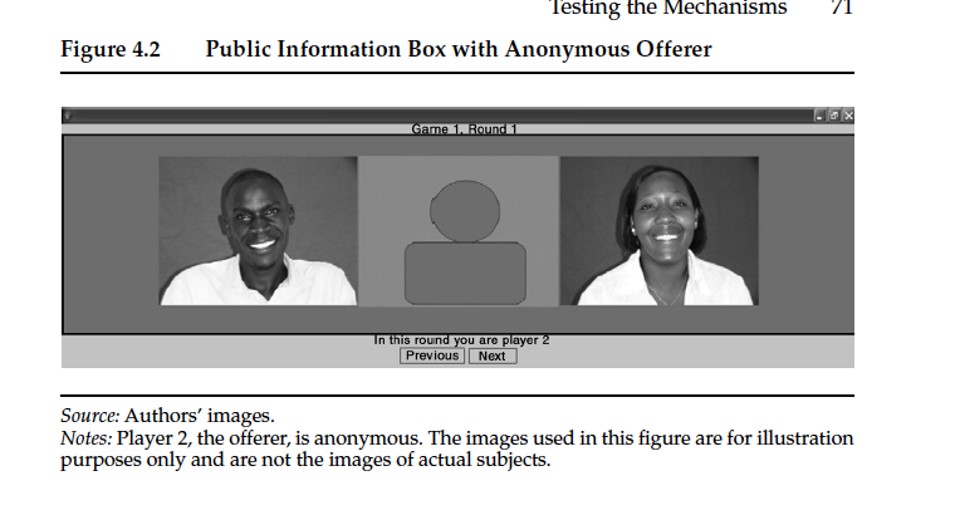 Testing the Mechanisms 71
Figure 4.2 Public Information Box with Anonymous Offerer
Game 1, Round 1
In this round you are player 2
Previous Next
Source: Authors' images.
Notes: Player 2, the offerer, is anonymous. The images used in this figure are for illustration
purposes only and are not the images of actual subjects.